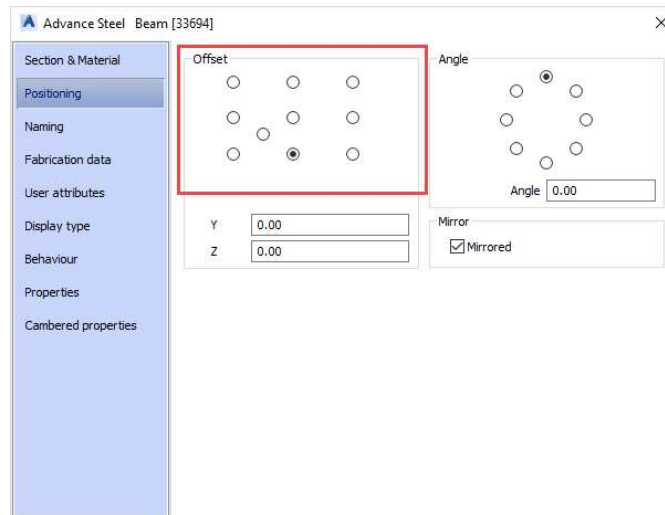 Advance Steel Beam [33694]
Section & Material
Positioning
Naming
Fabrication data
User attributes
Display type
Behaviour
Properties
Cambered properties
Offset
Y 0.00
Z 0.00
Angle
Angle 0.00
Mirror
Mirrored